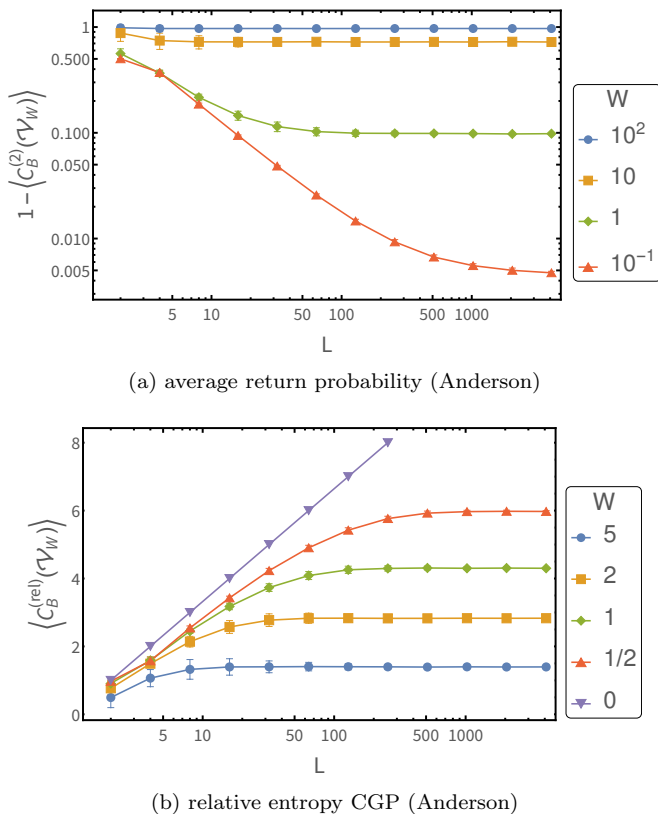 1 − ⟨C_B^(2)(𝒱_W)⟩
1
0.500
0.100
0.050
0.010
0.005
5 10 50 100 500 1000
L
W
10^2
10
1
10^-1
(a) average return probability (Anderson)
⟨C_B^(rel)(𝒱_W)⟩
8
6
4
2
0
5 10 50 100 500 1000
L
W
5
2
1
1/2
0
(b) relative entropy CGP (Anderson)